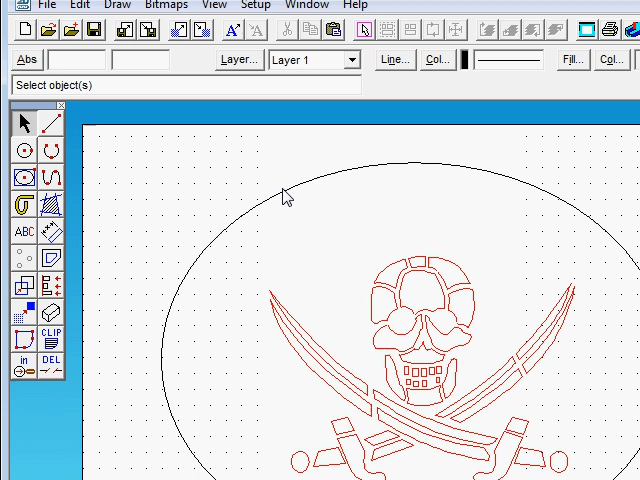 File Edit Draw Bitmaps View Setup Window Help
Abs Layer... Layer 1 Line... Col... Fill... Col...
Select object(s)
ABC
CLIP
in DEL